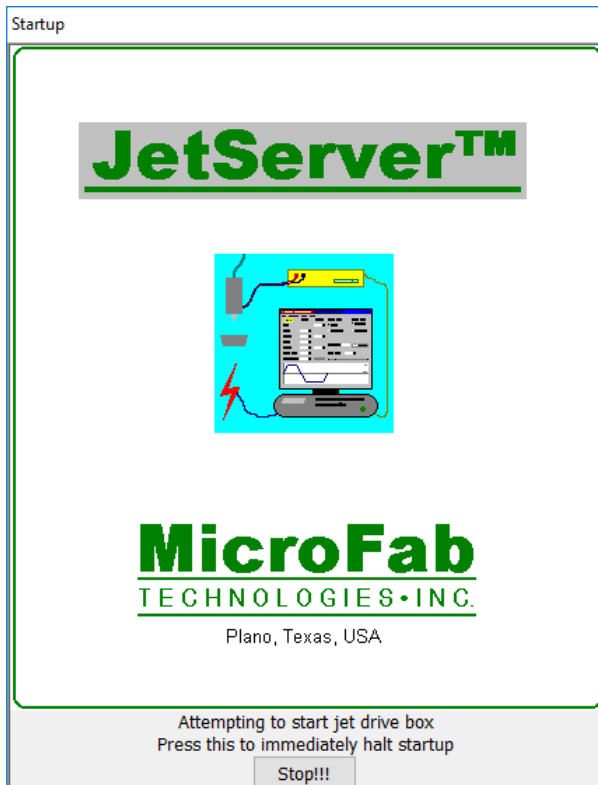 Startup
JetServer™
MicroFab
TECHNOLOGIES•INC.
Plano, Texas, USA
Attempting to start jet drive box
Press this to immediately halt startup
Stop!!!